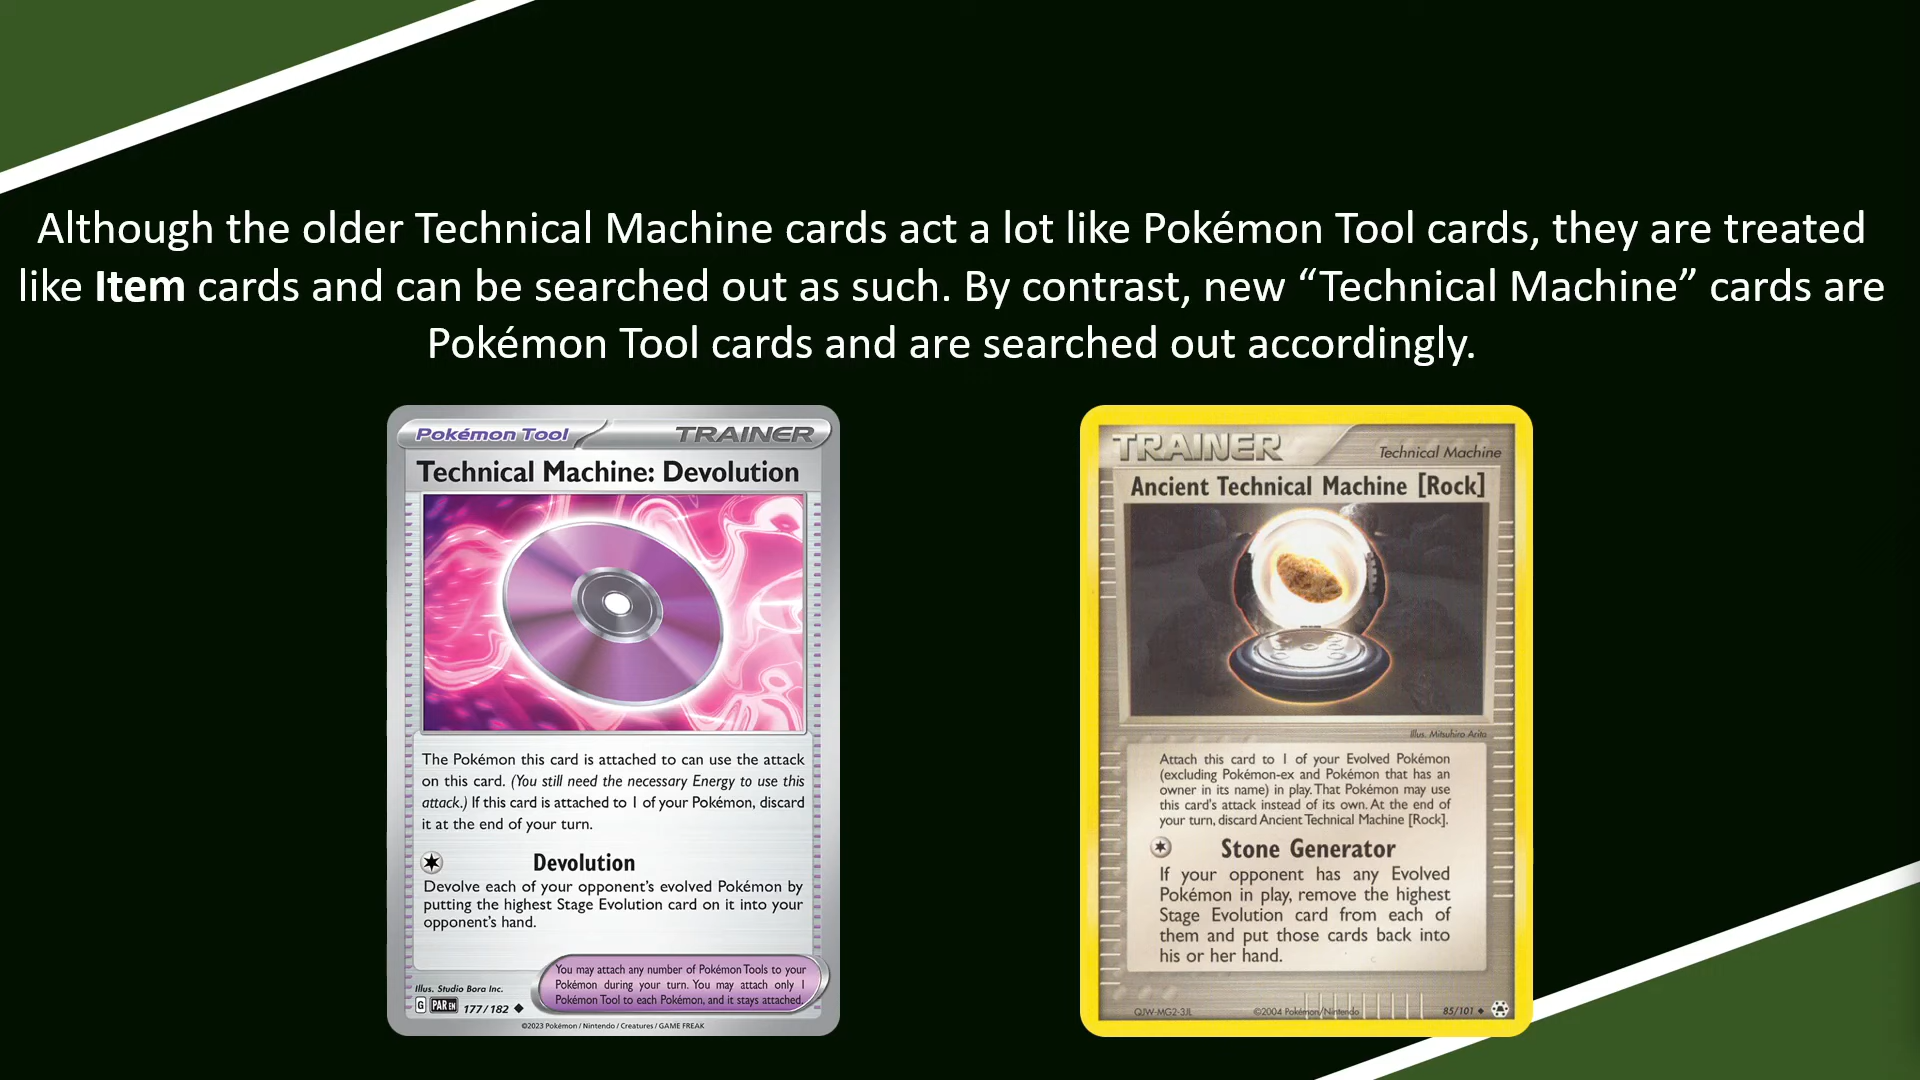 Although the older Technical Machine cards act a lot like Pokémon Tool cards, they are treated
like Item cards and can be searched out as such. By contrast, new “Technical Machine” cards are
Pokémon Tool cards and are searched out accordingly.
Pokémon Tool TRAINER
Technical Machine: Devolution
The Pokémon this card is attached to can use the attack
on this card. (You still need the necessary Energy to use this
attack.) If this card is attached to 1 of your Pokémon, discard
it at the end of your turn.
Devolution
Devolve each of your opponent's evolved Pokémon by
putting the highest Stage Evolution card on it into your
opponent's hand.
You may attach any number of Pokémon Tools to your
Pokémon during your turn. You may attach only 1
Pokémon Tool to each Pokémon, and it stays attached.
Illus. Studio Bora Inc.
G PAR EN 177/182
©2023 Pokémon / Nintendo / Creatures / GAME FREAK
TRAINER Technical Machine
Ancient Technical Machine [Rock]
Illus. Mitsuhiro Arita
Attach this card to 1 of your Evolved Pokémon
(excluding Pokémon-ex and Pokémon that has an
owner in its name) in play. That Pokémon may use
this card's attack instead of its own. At the end of
your turn, discard Ancient Technical Machine [Rock].
Stone Generator
If your opponent has any Evolved
Pokémon in play, remove the highest
Stage Evolution card from each of
them and put those cards back into
his or her hand.
QJW-MG2-3JL ©2004 Pokémon/Nintendo 85/101